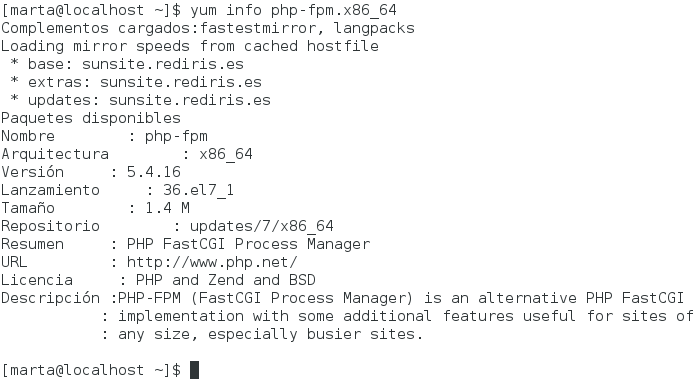 [marta@localhost ~]$ yum info php-fpm.x86_64
Complementos cargados:fastestmirror, langpacks
Loading mirror speeds from cached hostfile
 * base: sunsite.rediris.es
 * extras: sunsite.rediris.es
 * updates: sunsite.rediris.es
Paquetes disponibles
Nombre        : php-fpm
Arquitectura        : x86_64
Versión     : 5.4.16
Lanzamiento     : 36.el7_1
Tamaño        : 1.4 M
Repositorio        : updates/7/x86_64
Resumen     : PHP FastCGI Process Manager
URL         : http://www.php.net/
Licencia     : PHP and Zend and BSD
Descripción :PHP-FPM (FastCGI Process Manager) is an alternative PHP FastCGI
           : implementation with some additional features useful for sites of
           : any size, especially busier sites.

[marta@localhost ~]$